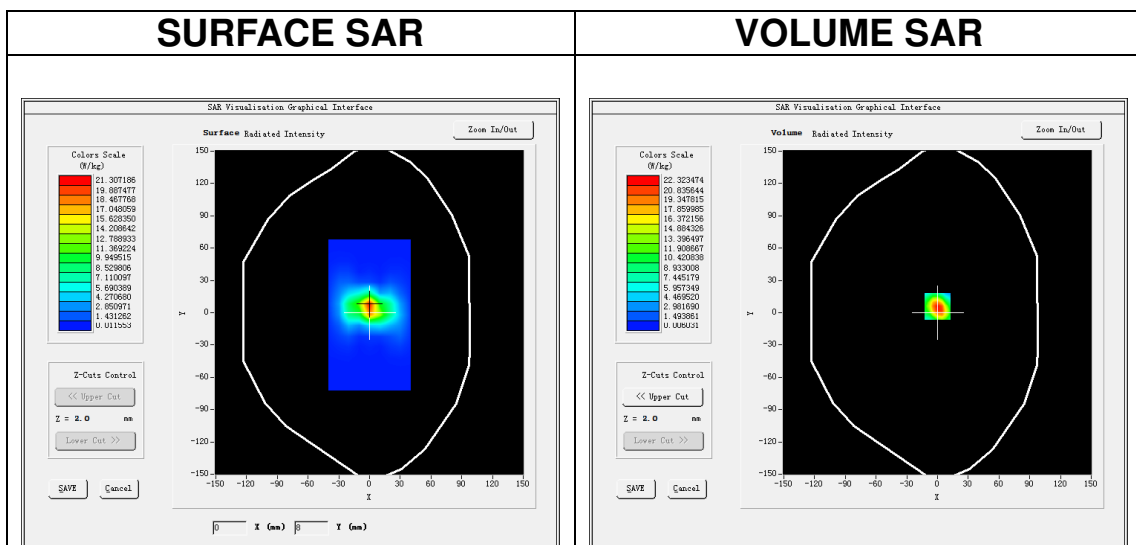 SURFACE SAR
VOLUME SAR
SAR Visualisation Graphical Interface
Surface Radiated Intensity
Zoom In/Out
Colors Scale
(W/kg)
21.307186
19.887477
18.467768
17.048059
15.628350
14.208642
12.788933
11.369224
9.949515
8.529806
7.110097
5.690389
4.270680
2.850971
1.431262
0.011553
150
120
90
60
30
0
-30
-60
-90
-120
-150
Y
-150 -120 -90 -60 -30 0 30 60 90 120 150
X
Z-Cuts Control
<< Upper Cut
Z = 2.0 mm
Lower Cut >>
SAVE Cancel
0 X (mm) 8 Y (mm)
SAR Visualisation Graphical Interface
Volume Radiated Intensity
Zoom In/Out
Colors Scale
(W/kg)
22.323474
20.835644
19.347815
17.859985
16.372156
14.884326
13.396497
11.908667
10.420838
8.933008
7.445179
5.957349
4.469520
2.981690
1.493861
0.006031
150
120
90
60
30
0
-30
-60
-90
-120
-150
Y
-150 -120 -90 -60 -30 0 30 60 90 120 150
X
Z-Cuts Control
<< Upper Cut
Z = 2.0 mm
Lower Cut >>
SAVE Cancel